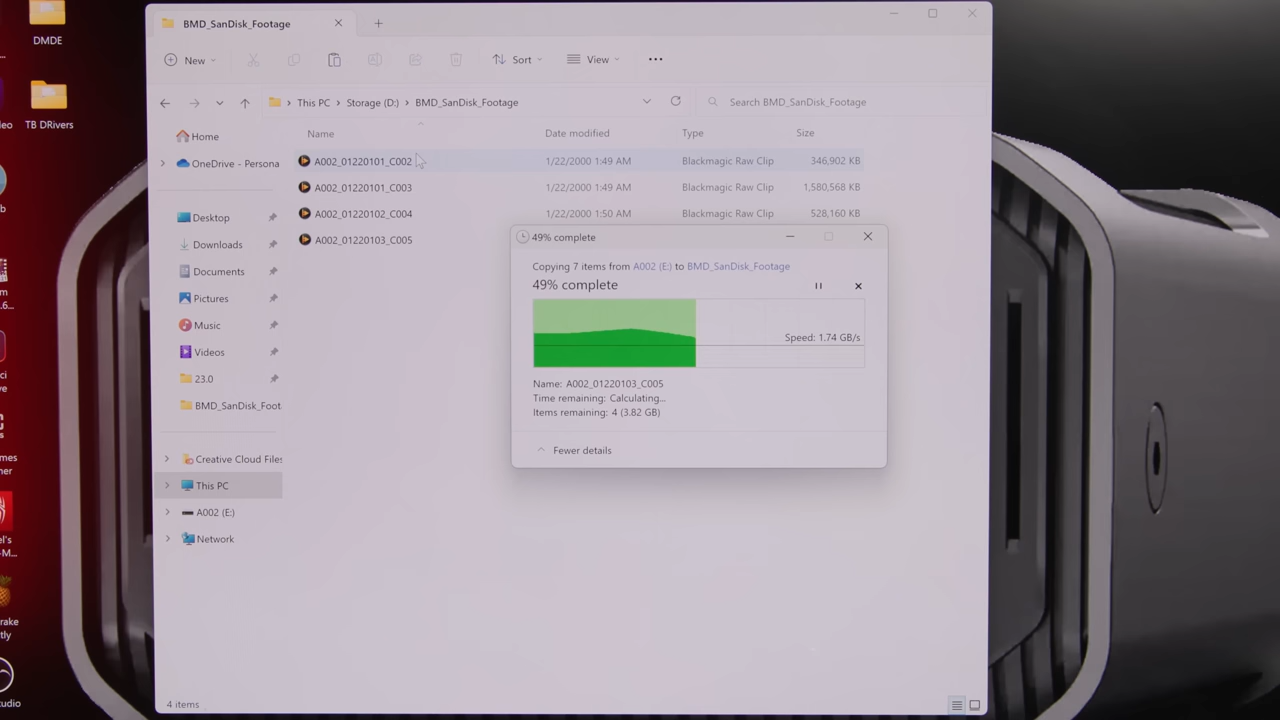 DMDE
TB DRivers
BMD_SanDisk_Footage
New
Sort
View
This PC
Storage (D:)
BMD_SanDisk_Footage
Search BMD_SanDisk_Footage
Name
Date modified
Type
Size
A002_01220101_C002
1/22/2000 1:49 AM
Blackmagic Raw Clip
346,902 KB
A002_01220101_C003
1/22/2000 1:49 AM
Blackmagic Raw Clip
1,580,568 KB
A002_01220102_C004
1/22/2000 1:50 AM
Blackmagic Raw Clip
528,160 KB
A002_01220103_C005
Home
OneDrive - Persona
Desktop
Downloads
Documents
Pictures
Music
Videos
23.0
BMD_SanDisk_Foot
Creative Cloud Files
This PC
A002 (E:)
Network
49% complete
Copying 7 items from A002 (E:) to BMD_SanDisk_Footage
49% complete
Speed: 1.74 GB/s
Name: A002_01220103_C005
Time remaining: Calculating...
Items remaining: 4 (3.82 GB)
Fewer details
4 items